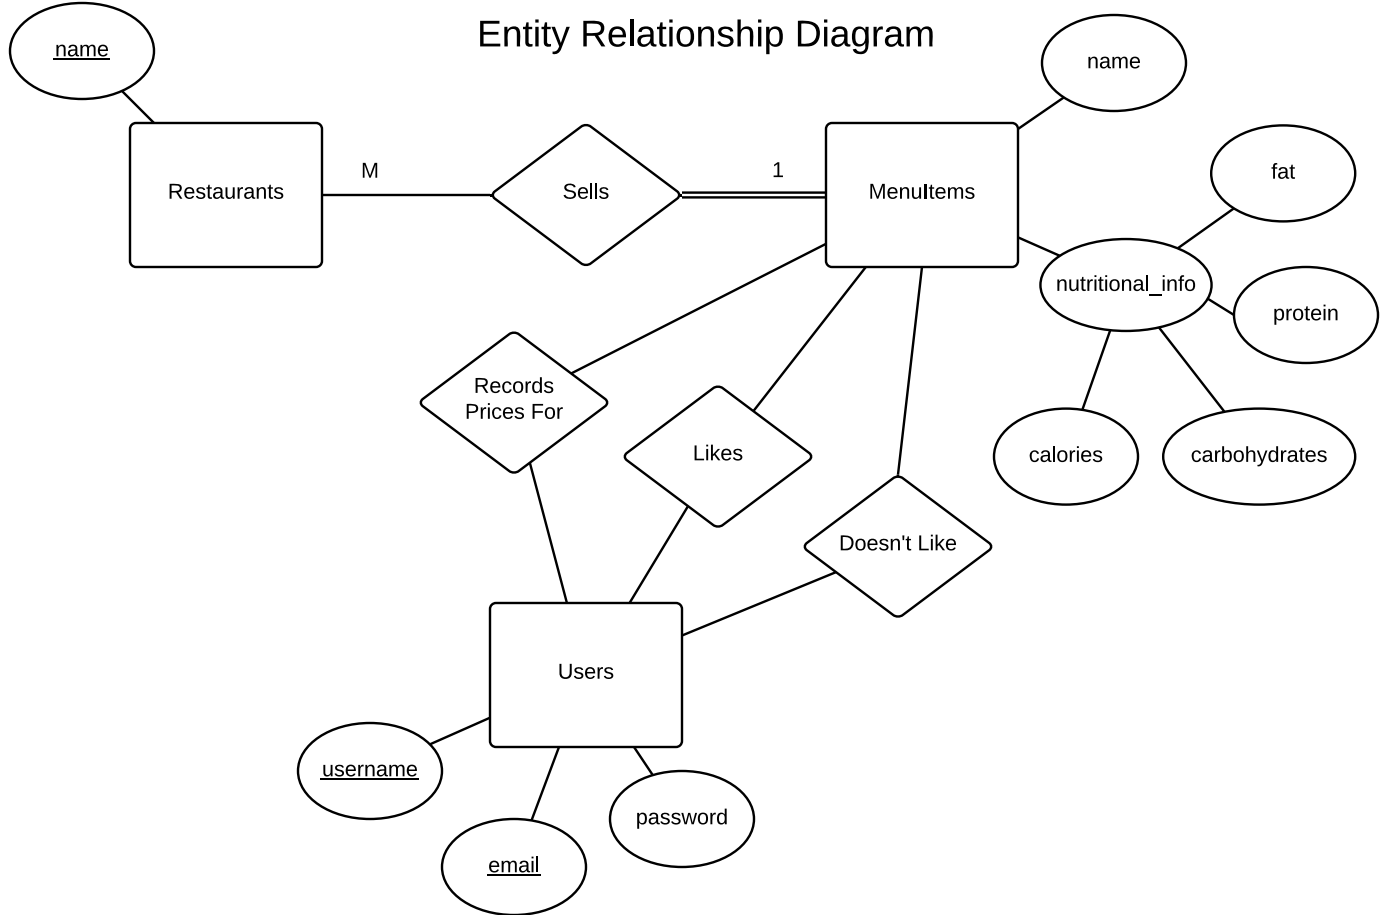 Entity Relationship Diagram
name
name
M
1
Restaurants
Sells
MenuItems
fat
nutritional_info
protein
Records
Prices For
Likes
calories
carbohydrates
Doesn't Like
Users
username
password
email